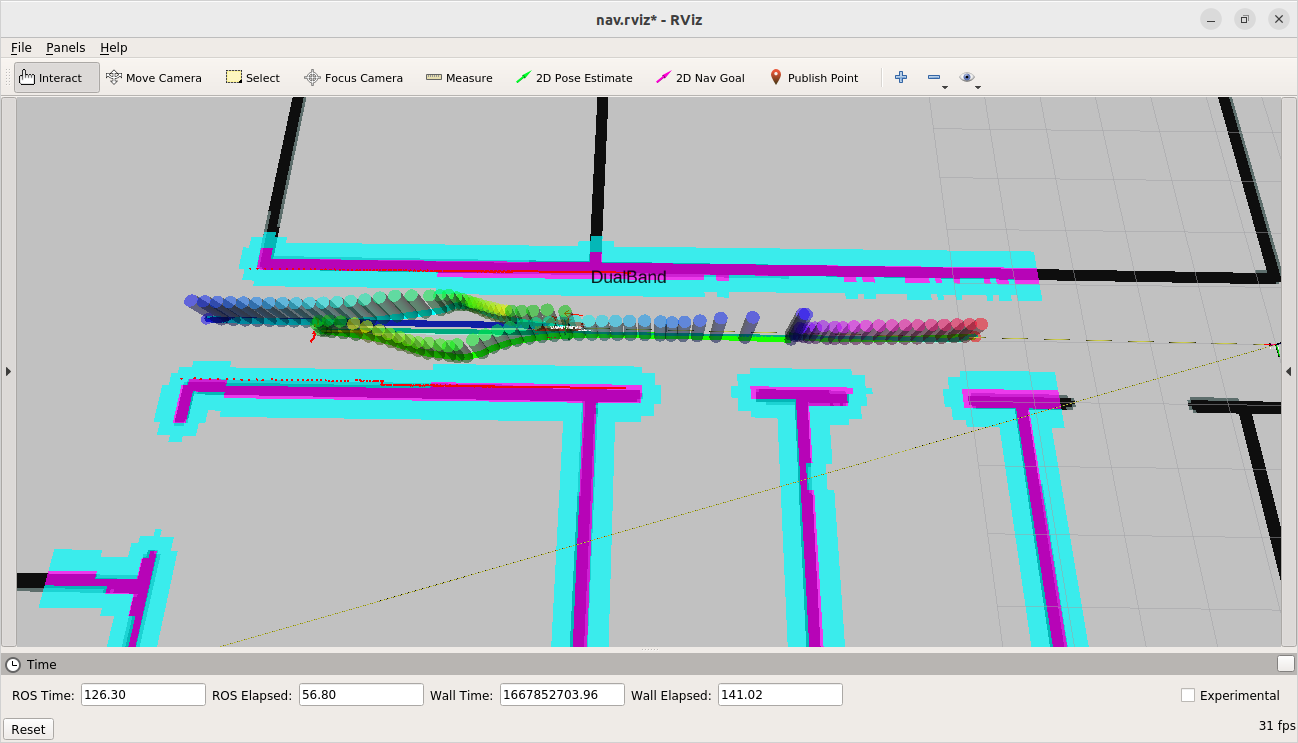 nav.rviz* - RViz
File Panels Help
Interact Move Camera Select Focus Camera Measure 2D Pose Estimate 2D Nav Goal Publish Point
DualBand
Time
ROS Time: 126.30 ROS Elapsed: 56.80 Wall Time: 1667852703.96 Wall Elapsed: 141.02 Experimental
Reset 31 fps